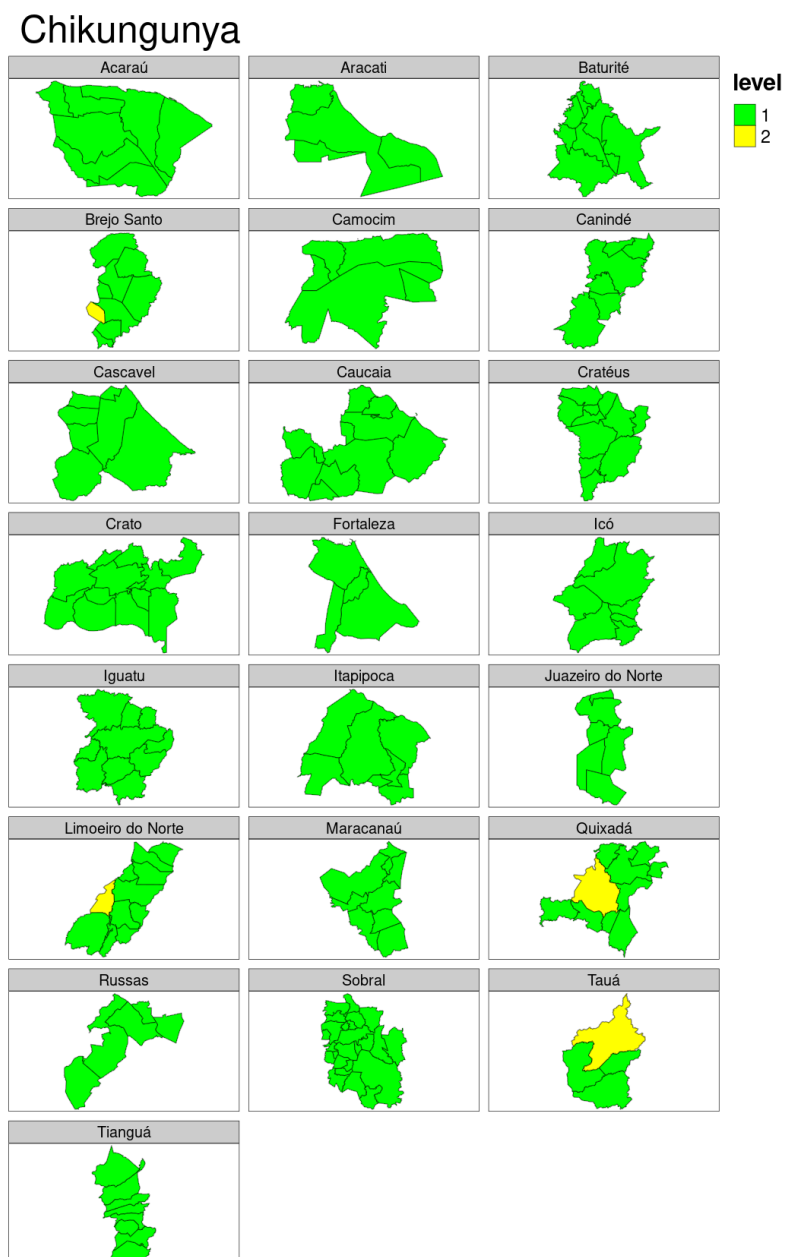 Chikungunya
Acaraú
Aracati
Baturité
level
1
2
Brejo Santo
Camocim
Canindé
Cascavel
Caucaia
Cratéus
Crato
Fortaleza
Icó
Iguatu
Itapipoca
Juazeiro do Norte
Limoeiro do Norte
Maracanaú
Quixadá
Russas
Sobral
Tauá
Tianguá